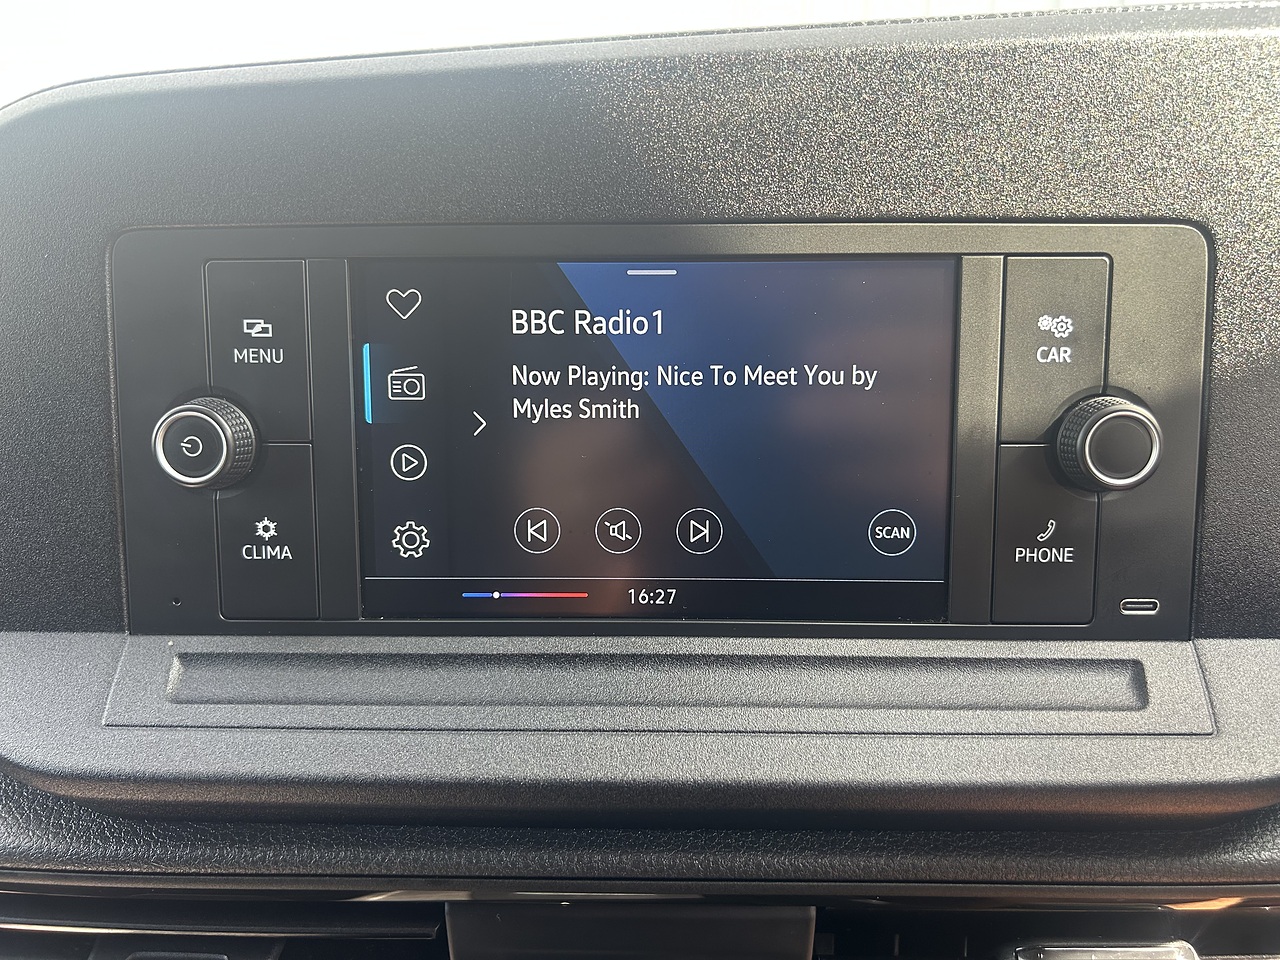 MENU
CLIMA
BBC Radio1
Now Playing: Nice To Meet You by
Myles Smith
SCAN
16:27
CAR
PHONE